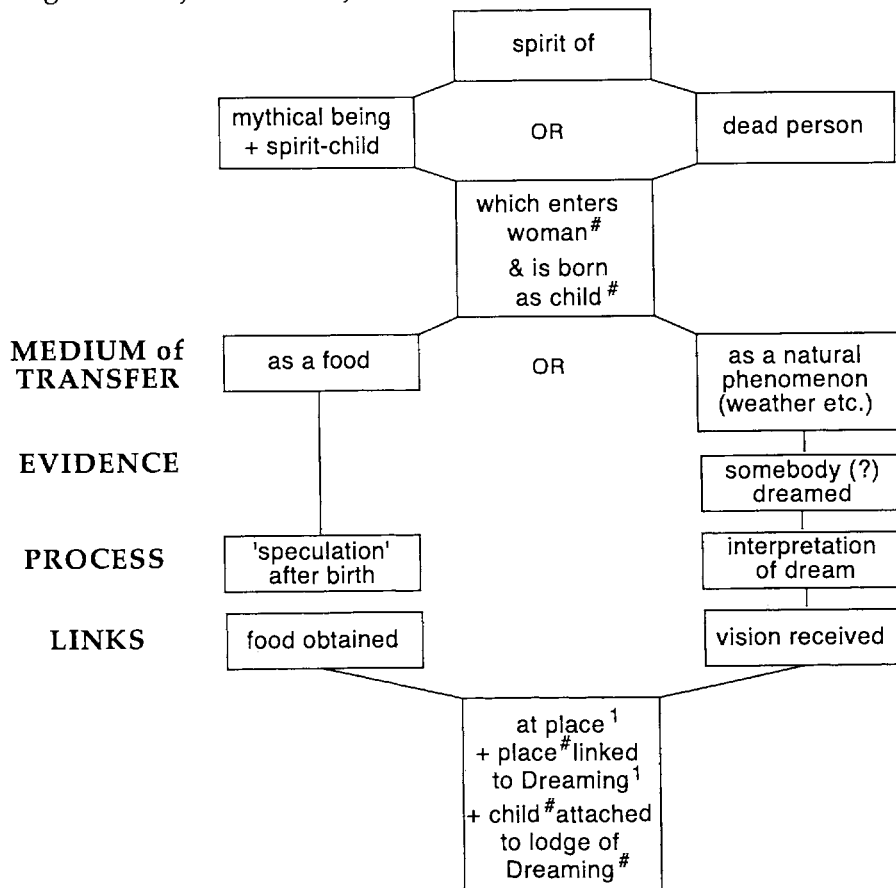 spirit of
mythical being
+ spirit-child
OR
dead person
which enters
woman#
& is born
as child#
MEDIUM of
TRANSFER
as a food
OR
as a natural
phenomenon
(weather etc.)
EVIDENCE
somebody (?)
dreamed
PROCESS
'speculation'
after birth
interpretation
of dream
LINKS
food obtained
vision received
at place¹
+ place# linked
to Dreaming¹
+ child# attached
to lodge of
Dreaming#